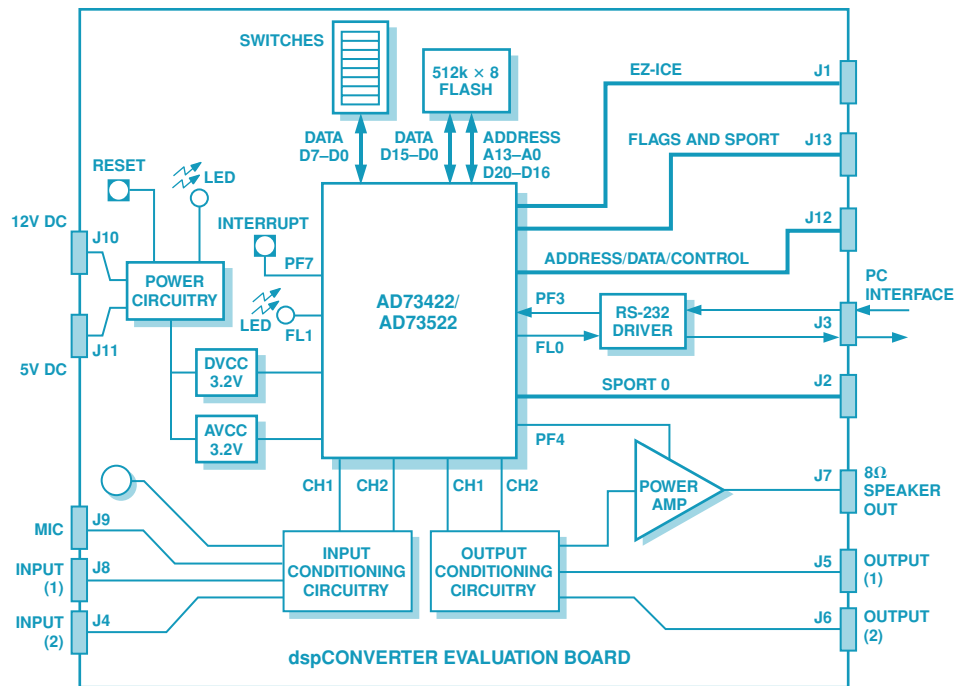 SWITCHES
512k × 8
FLASH
EZ-ICE
J1
DATA
D7–D0
DATA
D15–D0
ADDRESS
A13–A0
D20–D16
FLAGS AND SPORT
J13
RESET
LED
12V DC
J10
INTERRUPT
PF7
J12
ADDRESS/DATA/CONTROL
POWER
CIRCUITRY
AD73422/
AD73522
PF3
RS-232
DRIVER
PC
INTERFACE
J3
LED
FL1
FL0
J11
5V DC
DVCC
3.2V
SPORT 0
J2
AVCC
3.2V
PF4
CH1
CH2
CH1
CH2
POWER
AMP
J7
8Ω
SPEAKER
OUT
MIC
J9
INPUT
(1)
J8
INPUT
CONDITIONING
CIRCUITRY
OUTPUT
CONDITIONING
CIRCUITRY
J5
OUTPUT
(1)
INPUT
(2)
J4
J6
OUTPUT
(2)
dspCONVERTER EVALUATION BOARD